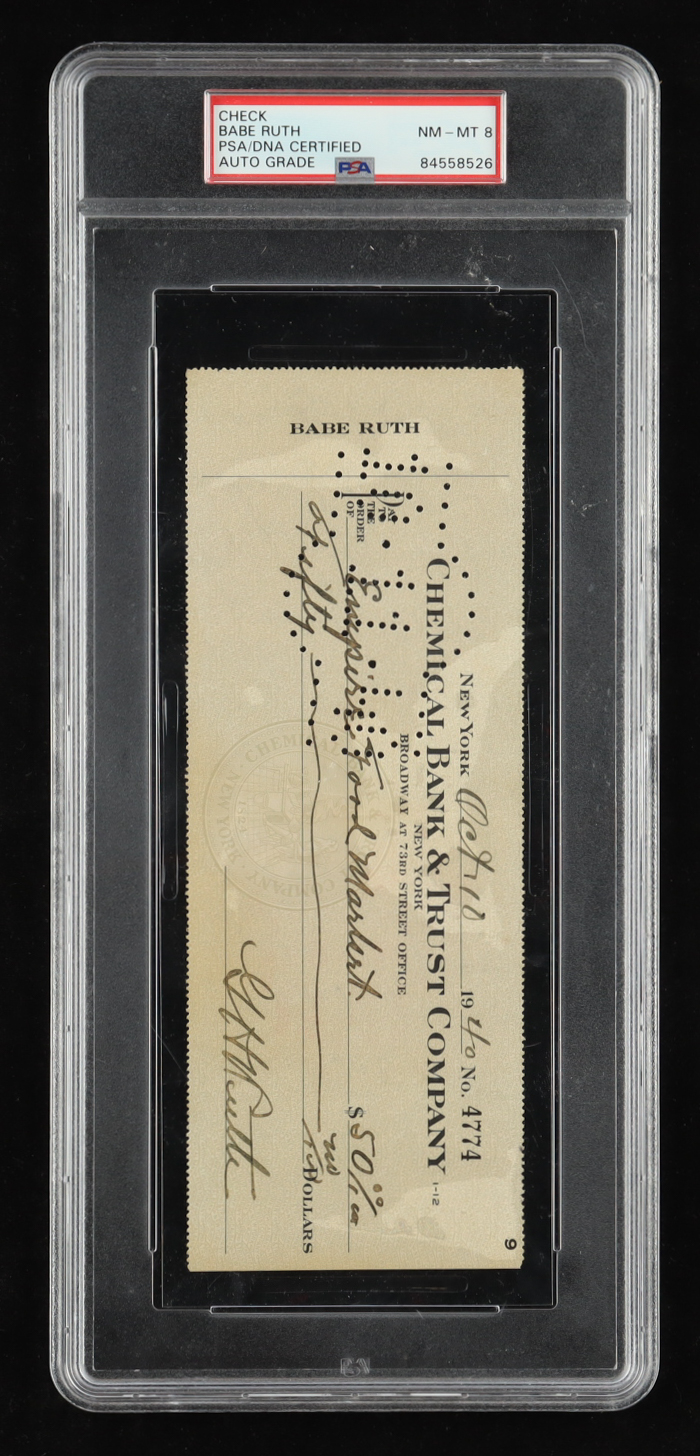 CHECK
BABE RUTH NM - MT 8
PSA/DNA CERTIFIED
AUTO GRADE PSA 84558526
BABE RUTH
NEW YORK Oct 10 1940 No. 4774
CHEMICAL BANK & TRUST COMPANY 1-12
NEW YORK
BROADWAY AT 73RD STREET OFFICE
PAY TO THE ORDER OF Empire Food Market. $50 00/00
Fifty no DOLLARS
G H Ruth
9